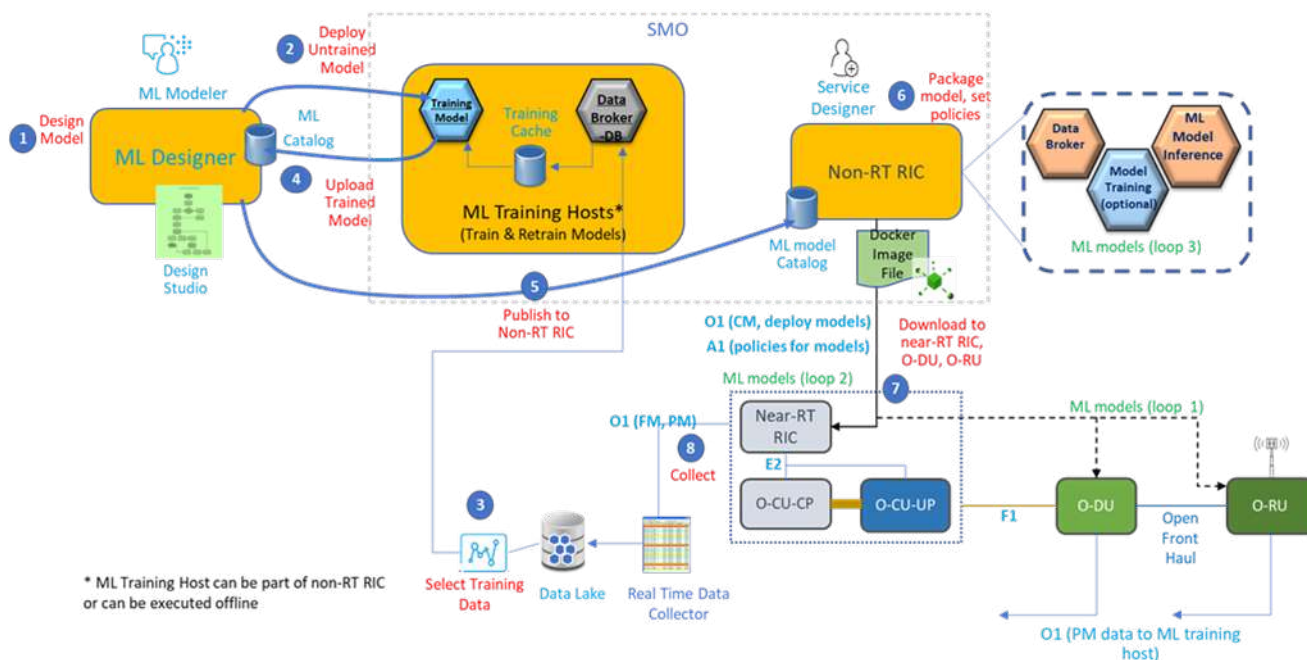 SMO
2
Deploy
Untrained
Model
ML Modeler
1
Design
Model
ML Designer
ML
Catalog
4
Upload
Trained
Model
Design
Studio
Training
Model
Training
Cache
Data
Broker
-DB
ML Training Hosts*
(Train & Retrain Models)
5
Publish to
Non-RT RIC
Service
Designer
6
Package
model, set
policies
Non-RT RIC
ML model
Catalog
Docker
Image
File
Data
Broker
ML
Model
Inference
Model
Training
(optional)
ML models (loop 3)
O1 (CM, deploy models)
A1 (policies for models)
Download to
near-RT RIC,
O-DU, O-RU
ML models (loop 2)
7
ML models (loop 1)
O1 (FM, PM)
8
Collect
Near-RT
RIC
E2
O-CU-CP
O-CU-UP
F1
O-DU
Open
Front
Haul
O-RU
3
Select Training
Data
Data Lake
Real Time Data
Collector
* ML Training Host can be part of non-RT RIC
or can be executed offline
O1 (PM data to ML training
host)